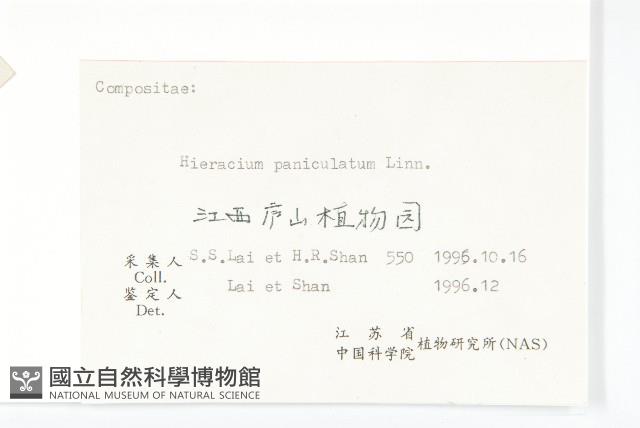 Compositae:
Hieracium paniculatum Linn.
江西庐山植物园
采集人 S.S.Lai et H.R.Shan 550 1996.10.16
Coll.
鉴定人 Lai et Shan 1996.12
Det.
江苏省
中国科学院 植物研究所(NAS)
國立自然科學博物館
NATIONAL MUSEUM OF NATURAL SCIENCE